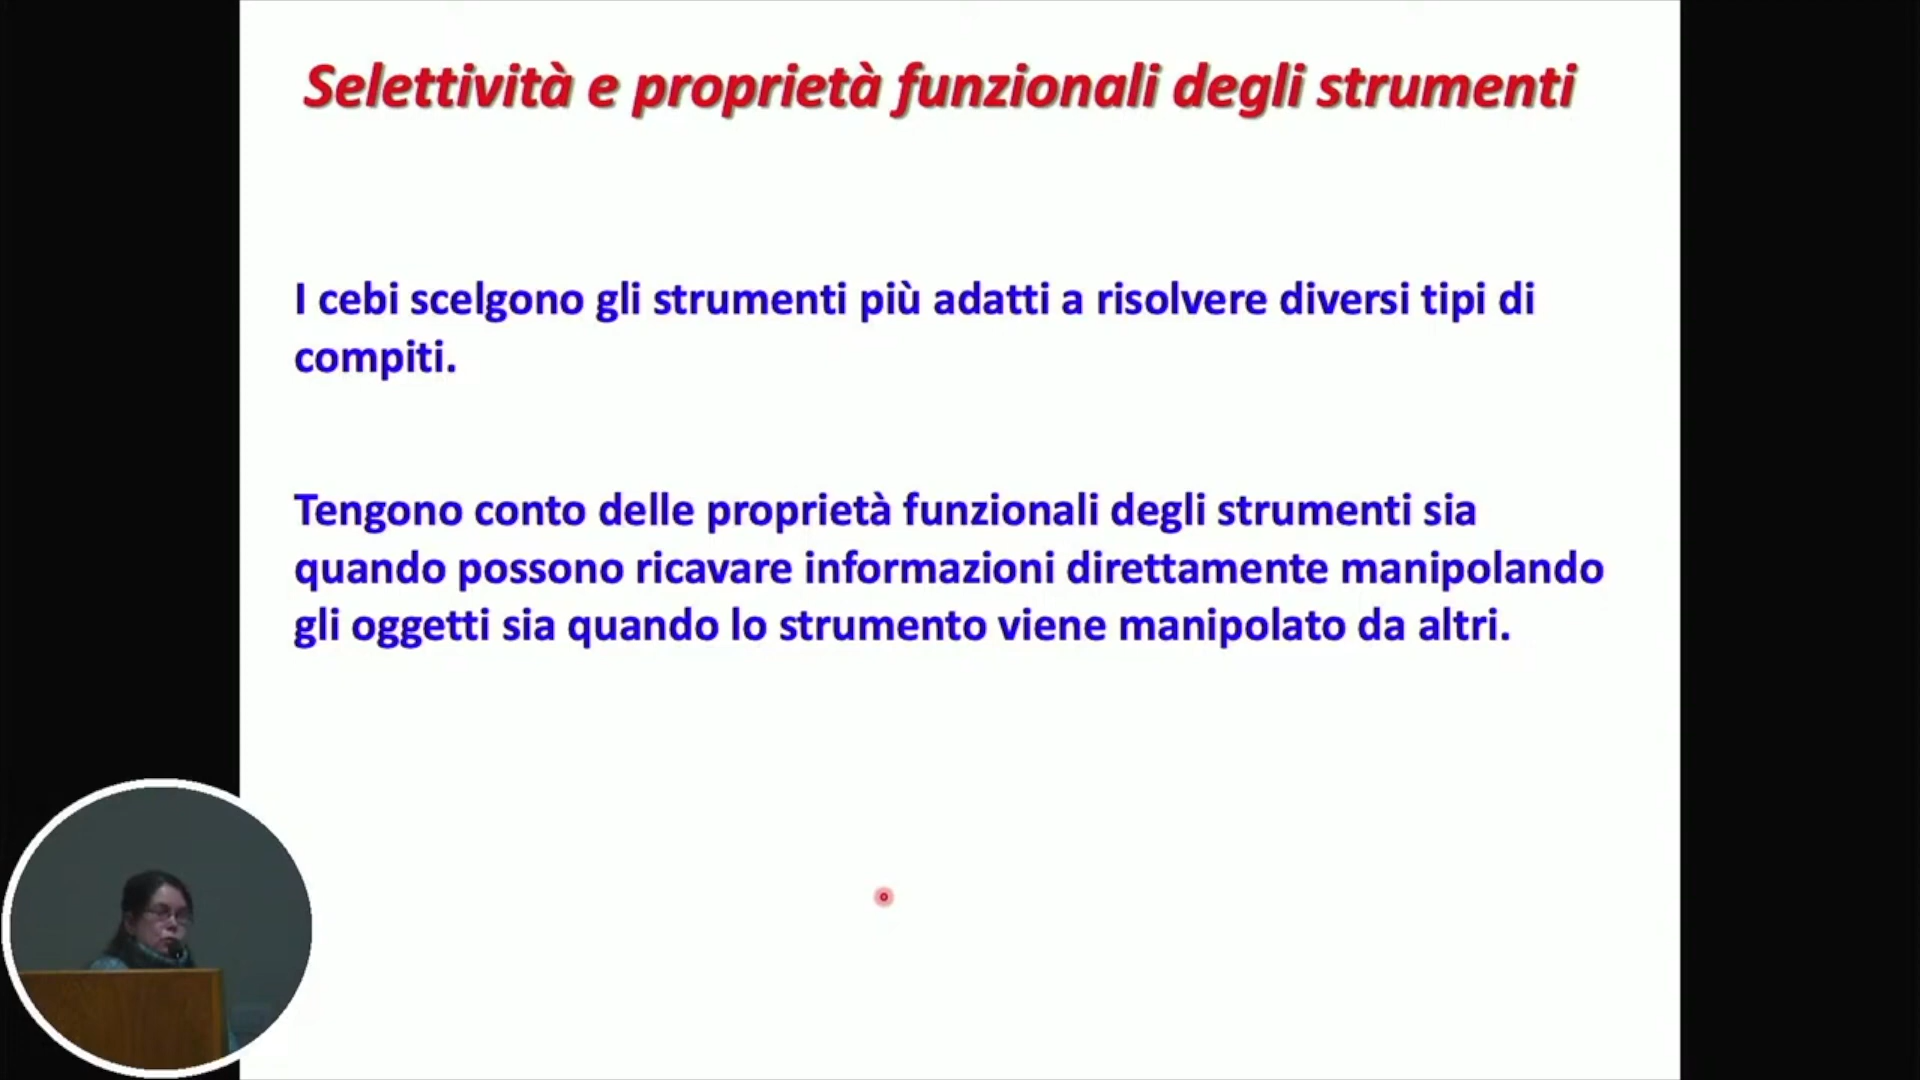 Selettività e proprietà funzionali degli strumenti
I cebi scelgono gli strumenti più adatti a risolvere diversi tipi di
compiti.
Tengono conto delle proprietà funzionali degli strumenti sia
quando possono ricavare informazioni direttamente manipolando
gli oggetti sia quando lo strumento viene manipolato da altri.